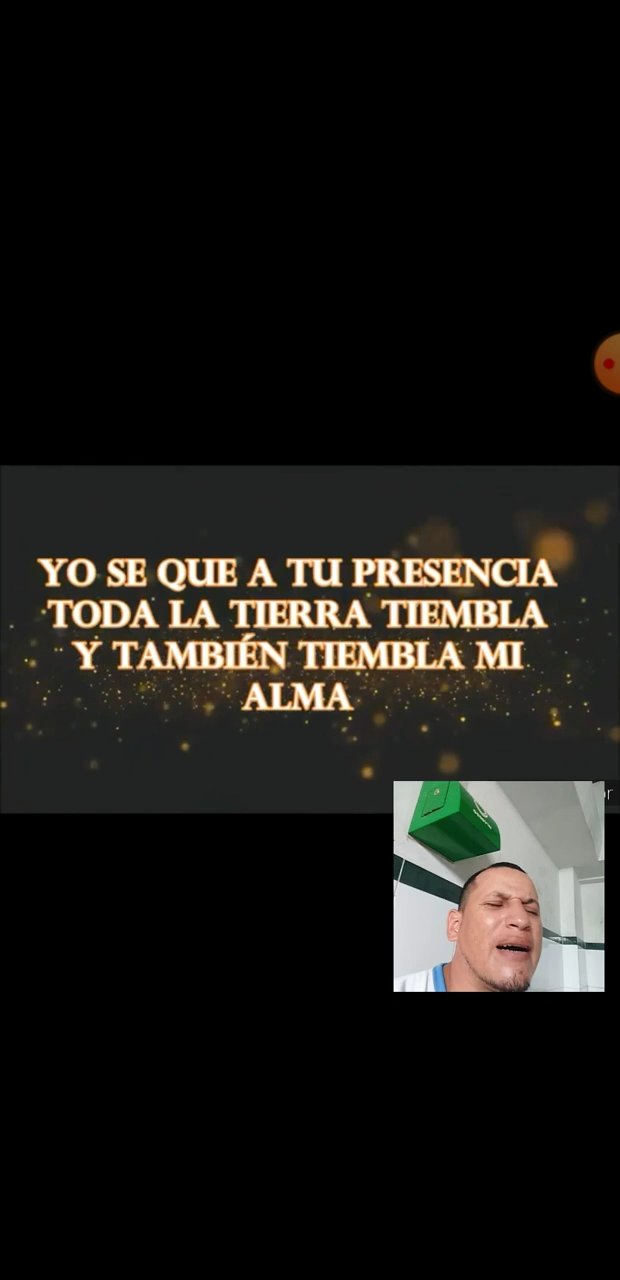 YO SE QUE A TU PRESENCIA
TODA LA TIERRA TIEMBLA
Y TAMBIÉN TIEMBLA MI
ALMA